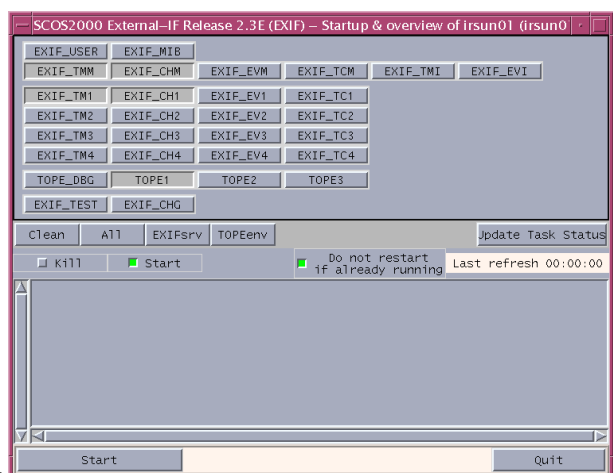 SCOS2000 External-IF Release 2.3E (EXIF) - Startup & overview of irsun01 (irsun0
EXIF_USER EXIF_MIB
EXIF_TMM EXIF_CHM EXIF_EVM EXIF_TCM EXIF_TMI EXIF_EVI
EXIF_TM1 EXIF_CH1 EXIF_EV1 EXIF_TC1
EXIF_TM2 EXIF_CH2 EXIF_EV2 EXIF_TC2
EXIF_TM3 EXIF_CH3 EXIF_EV3 EXIF_TC3
EXIF_TM4 EXIF_CH4 EXIF_EV4 EXIF_TC4
TOPE_DBG TOPE1 TOPE2 TOPE3
EXIF_TEST EXIF_CHG
Clean All EXIFsrv TOPEenv Update Task Status
Kill Start Do not restart
if already running Last refresh 00:00:00
Start Quit